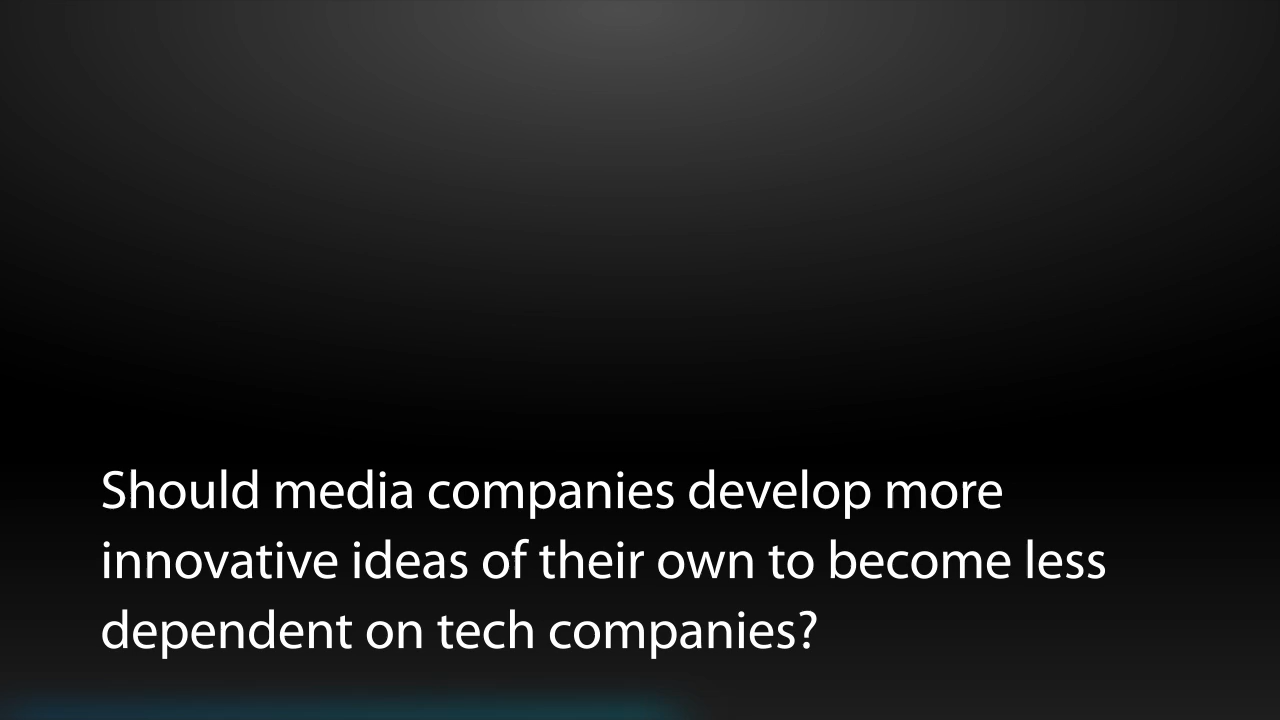 Should media companies develop more
innovative ideas of their own to become less
dependent on tech companies?